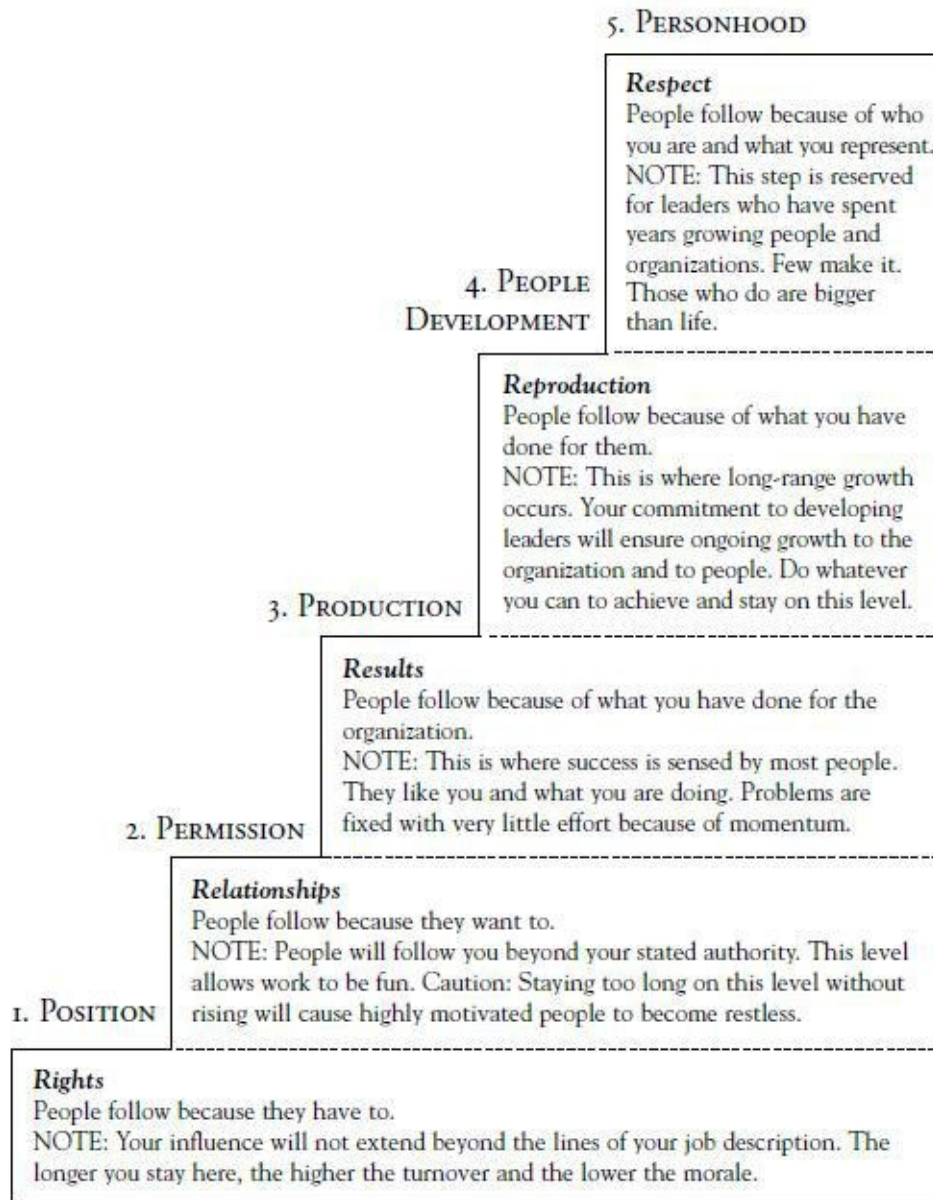 5. PERSONHOOD
Respect
People follow because of who
you are and what you represent.
NOTE: This step is reserved
for leaders who have spent
years growing people and
organizations. Few make it.
Those who do are bigger
than life.
4. PEOPLE
DEVELOPMENT
Reproduction
People follow because of what you have
done for them.
NOTE: This is where long-range growth
occurs. Your commitment to developing
leaders will ensure ongoing growth to the
organization and to people. Do whatever
you can to achieve and stay on this level.
3. PRODUCTION
Results
People follow because of what you have done for the
organization.
NOTE: This is where success is sensed by most people.
They like you and what you are doing. Problems are
fixed with very little effort because of momentum.
2. PERMISSION
Relationships
People follow because they want to.
NOTE: People will follow you beyond your stated authority. This level
allows work to be fun. Caution: Staying too long on this level without
rising will cause highly motivated people to become restless.
1. POSITION
Rights
People follow because they have to.
NOTE: Your influence will not extend beyond the lines of your job description. The
longer you stay here, the higher the turnover and the lower the morale.